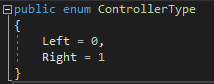 public enum ControllerType
{
    Left = 0,
    Right = 1
}